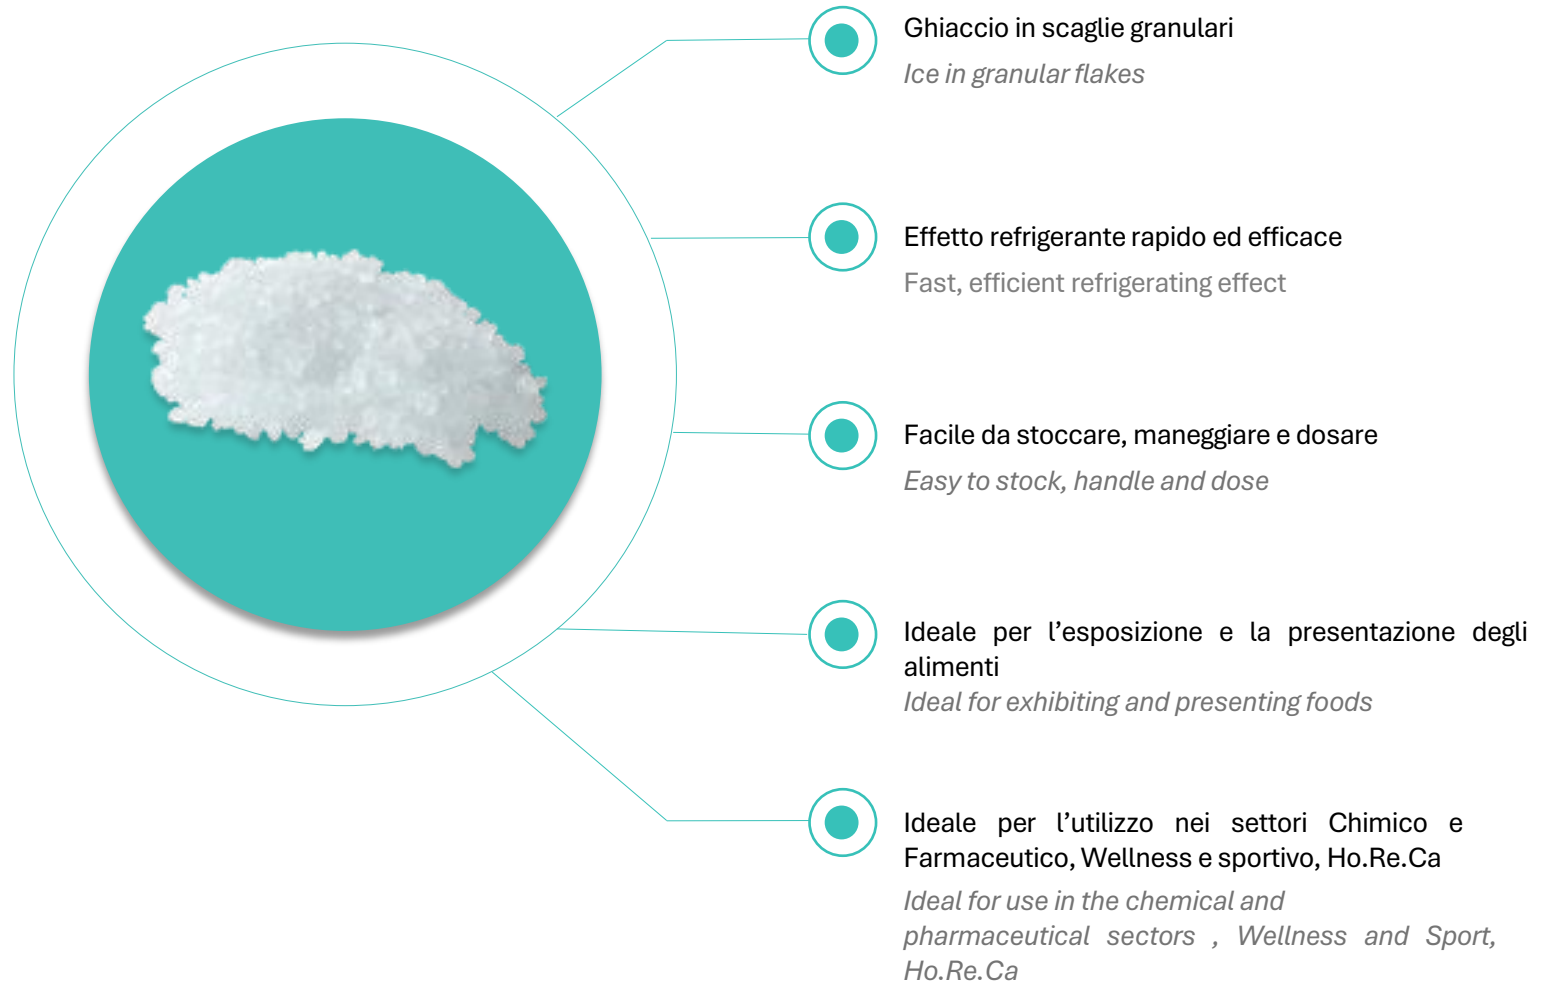 Ghiaccio in scaglie granulari
Ice in granular flakes
Effetto refrigerante rapido ed efficace
Fast, efficient refrigerating effect
Facile da stoccare, maneggiare e dosare
Easy to stock, handle and dose
Ideale per l’esposizione e la presentazione degli
alimenti
Ideal for exhibiting and presenting foods
Ideale per l’utilizzo nei settori Chimico e
Farmaceutico, Wellness e sportivo, Ho.Re.Ca
Ideal for use in the chemical and
pharmaceutical sectors , Wellness and Sport,
Ho.Re.Ca